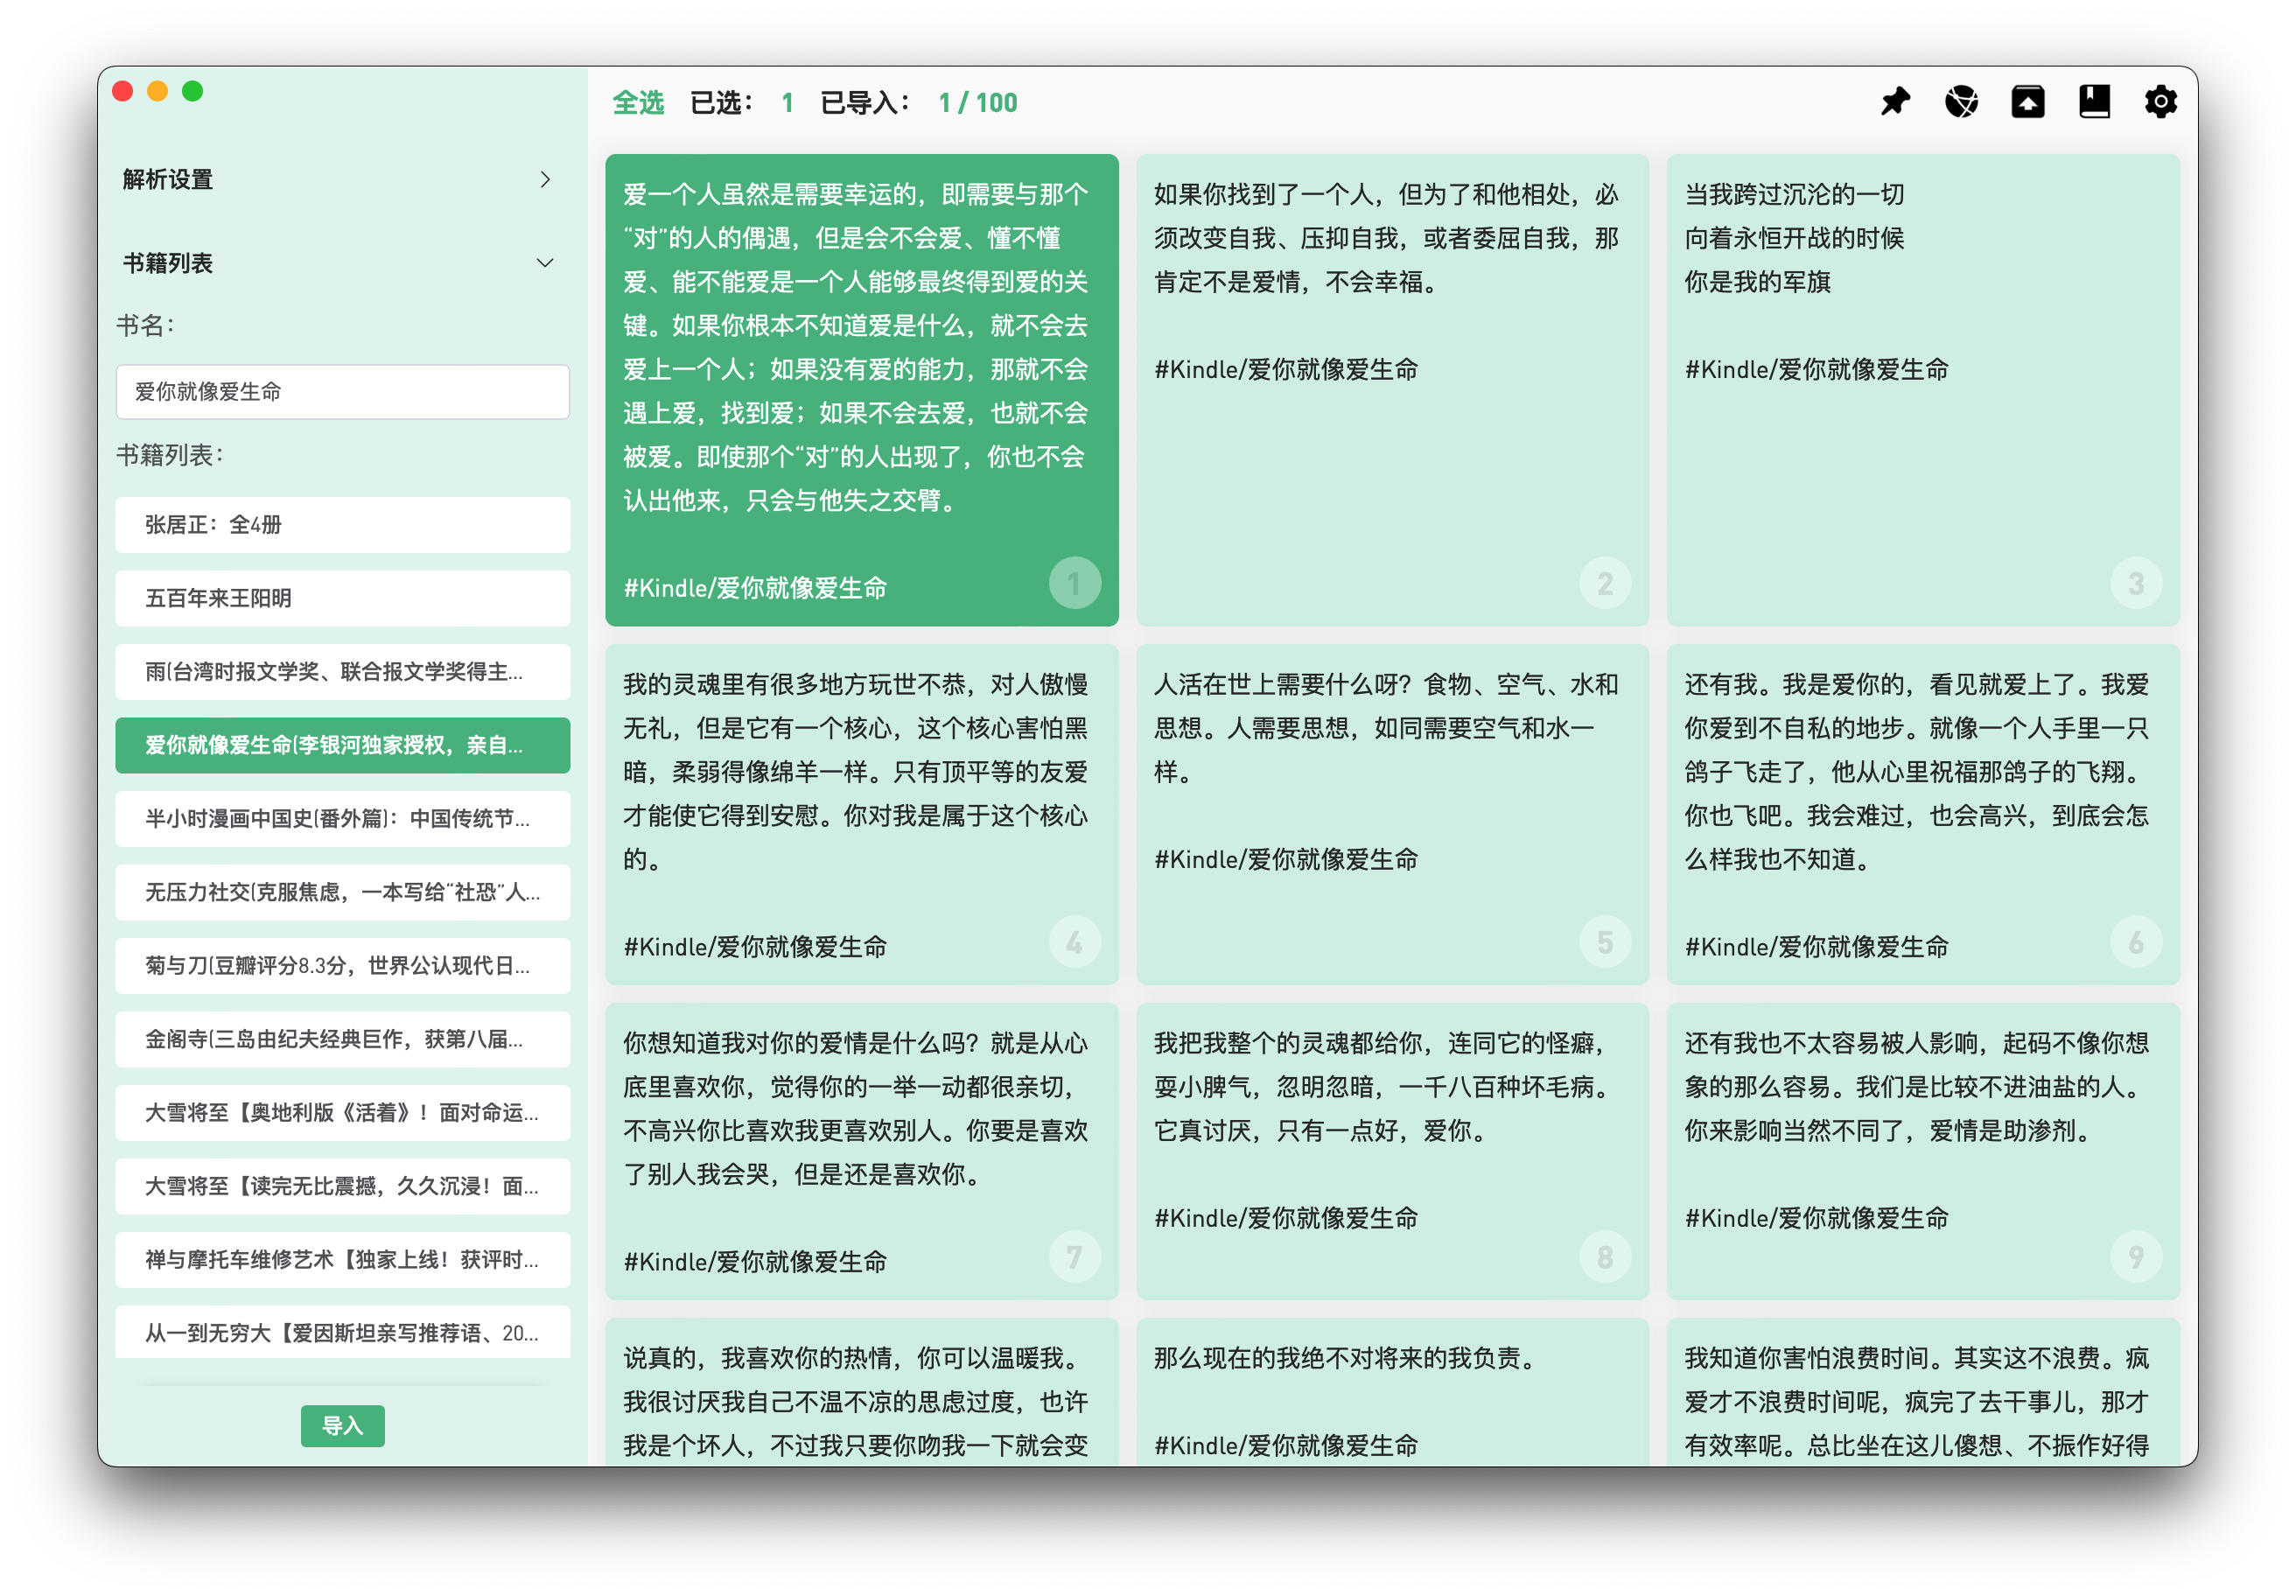 全选 已选： 1 已导入： 1 / 100
解析设置
书籍列表
书名：
爱你就像爱生命
书籍列表：
张居正：全4册
五百年来王阳明
雨(台湾时报文学奖、联合报文学奖得主...
爱你就像爱生命(李银河独家授权，亲自...
半小时漫画中国史(番外篇)：中国传统节...
无压力社交(克服焦虑，一本写给“社恐”人...
菊与刀(豆瓣评分8.3分，世界公认现代日...
金阁寺(三岛由纪夫经典巨作，获第八届...
大雪将至【奥地利版《活着》！面对命运...
大雪将至【读完无比震撼，久久沉浸！面...
禅与摩托车维修艺术【独家上线！获评时...
从一到无穷大【爱因斯坦亲写推荐语、20...
导入
爱一个人虽然是需要幸运的，即需要与那个
“对”的人的偶遇，但是会不会爱、懂不懂
爱、能不能爱是一个人能够最终得到爱的关
键。如果你根本不知道爱是什么，就不会去
爱上一个人；如果没有爱的能力，那就不会
遇上爱，找到爱；如果不会去爱，也就不会
被爱。即使那个“对”的人出现了，你也不会
认出他来，只会与他失之交臂。
#Kindle/爱你就像爱生命
1
如果你找到了一个人，但为了和他相处，必
须改变自我、压抑自我，或者委屈自我，那
肯定不是爱情，不会幸福。
#Kindle/爱你就像爱生命
2
当我跨过沉沦的一切
向着永恒开战的时候
你是我的军旗
#Kindle/爱你就像爱生命
3
我的灵魂里有很多地方玩世不恭，对人傲慢
无礼，但是它有一个核心，这个核心害怕黑
暗，柔弱得像绵羊一样。只有顶平等的友爱
才能使它得到安慰。你对我是属于这个核心
的。
#Kindle/爱你就像爱生命
4
人活在世上需要什么呀？食物、空气、水和
思想。人需要思想，如同需要空气和水一
样。
#Kindle/爱你就像爱生命
5
还有我。我是爱你的，看见就爱上了。我爱
你爱到不自私的地步。就像一个人手里一只
鸽子飞走了，他从心里祝福那鸽子的飞翔。
你也飞吧。我会难过，也会高兴，到底会怎
么样我也不知道。
#Kindle/爱你就像爱生命
6
你想知道我对你的爱情是什么吗？就是从心
底里喜欢你，觉得你的一举一动都很亲切，
不高兴你比喜欢我更喜欢别人。你要是喜欢
了别人我会哭，但是还是喜欢你。
#Kindle/爱你就像爱生命
7
我把我整个的灵魂都给你，连同它的怪癖，
耍小脾气，忽明忽暗，一千八百种坏毛病。
它真讨厌，只有一点好，爱你。
#Kindle/爱你就像爱生命
8
还有我也不太容易被人影响，起码不像你想
象的那么容易。我们是比较不进油盐的人。
你来影响当然不同了，爱情是助渗剂。
#Kindle/爱你就像爱生命
9
说真的，我喜欢你的热情，你可以温暖我。
我很讨厌我自己不温不凉的思虑过度，也许
我是个坏人，不过我只要你吻我一下就会变
那么现在的我绝不对将来的我负责。
#Kindle/爱你就像爱生命
我知道你害怕浪费时间。其实这不浪费。疯
爱才不浪费时间呢，疯完了去干事儿，那才
有效率呢。总比坐在这儿傻想、不振作好得